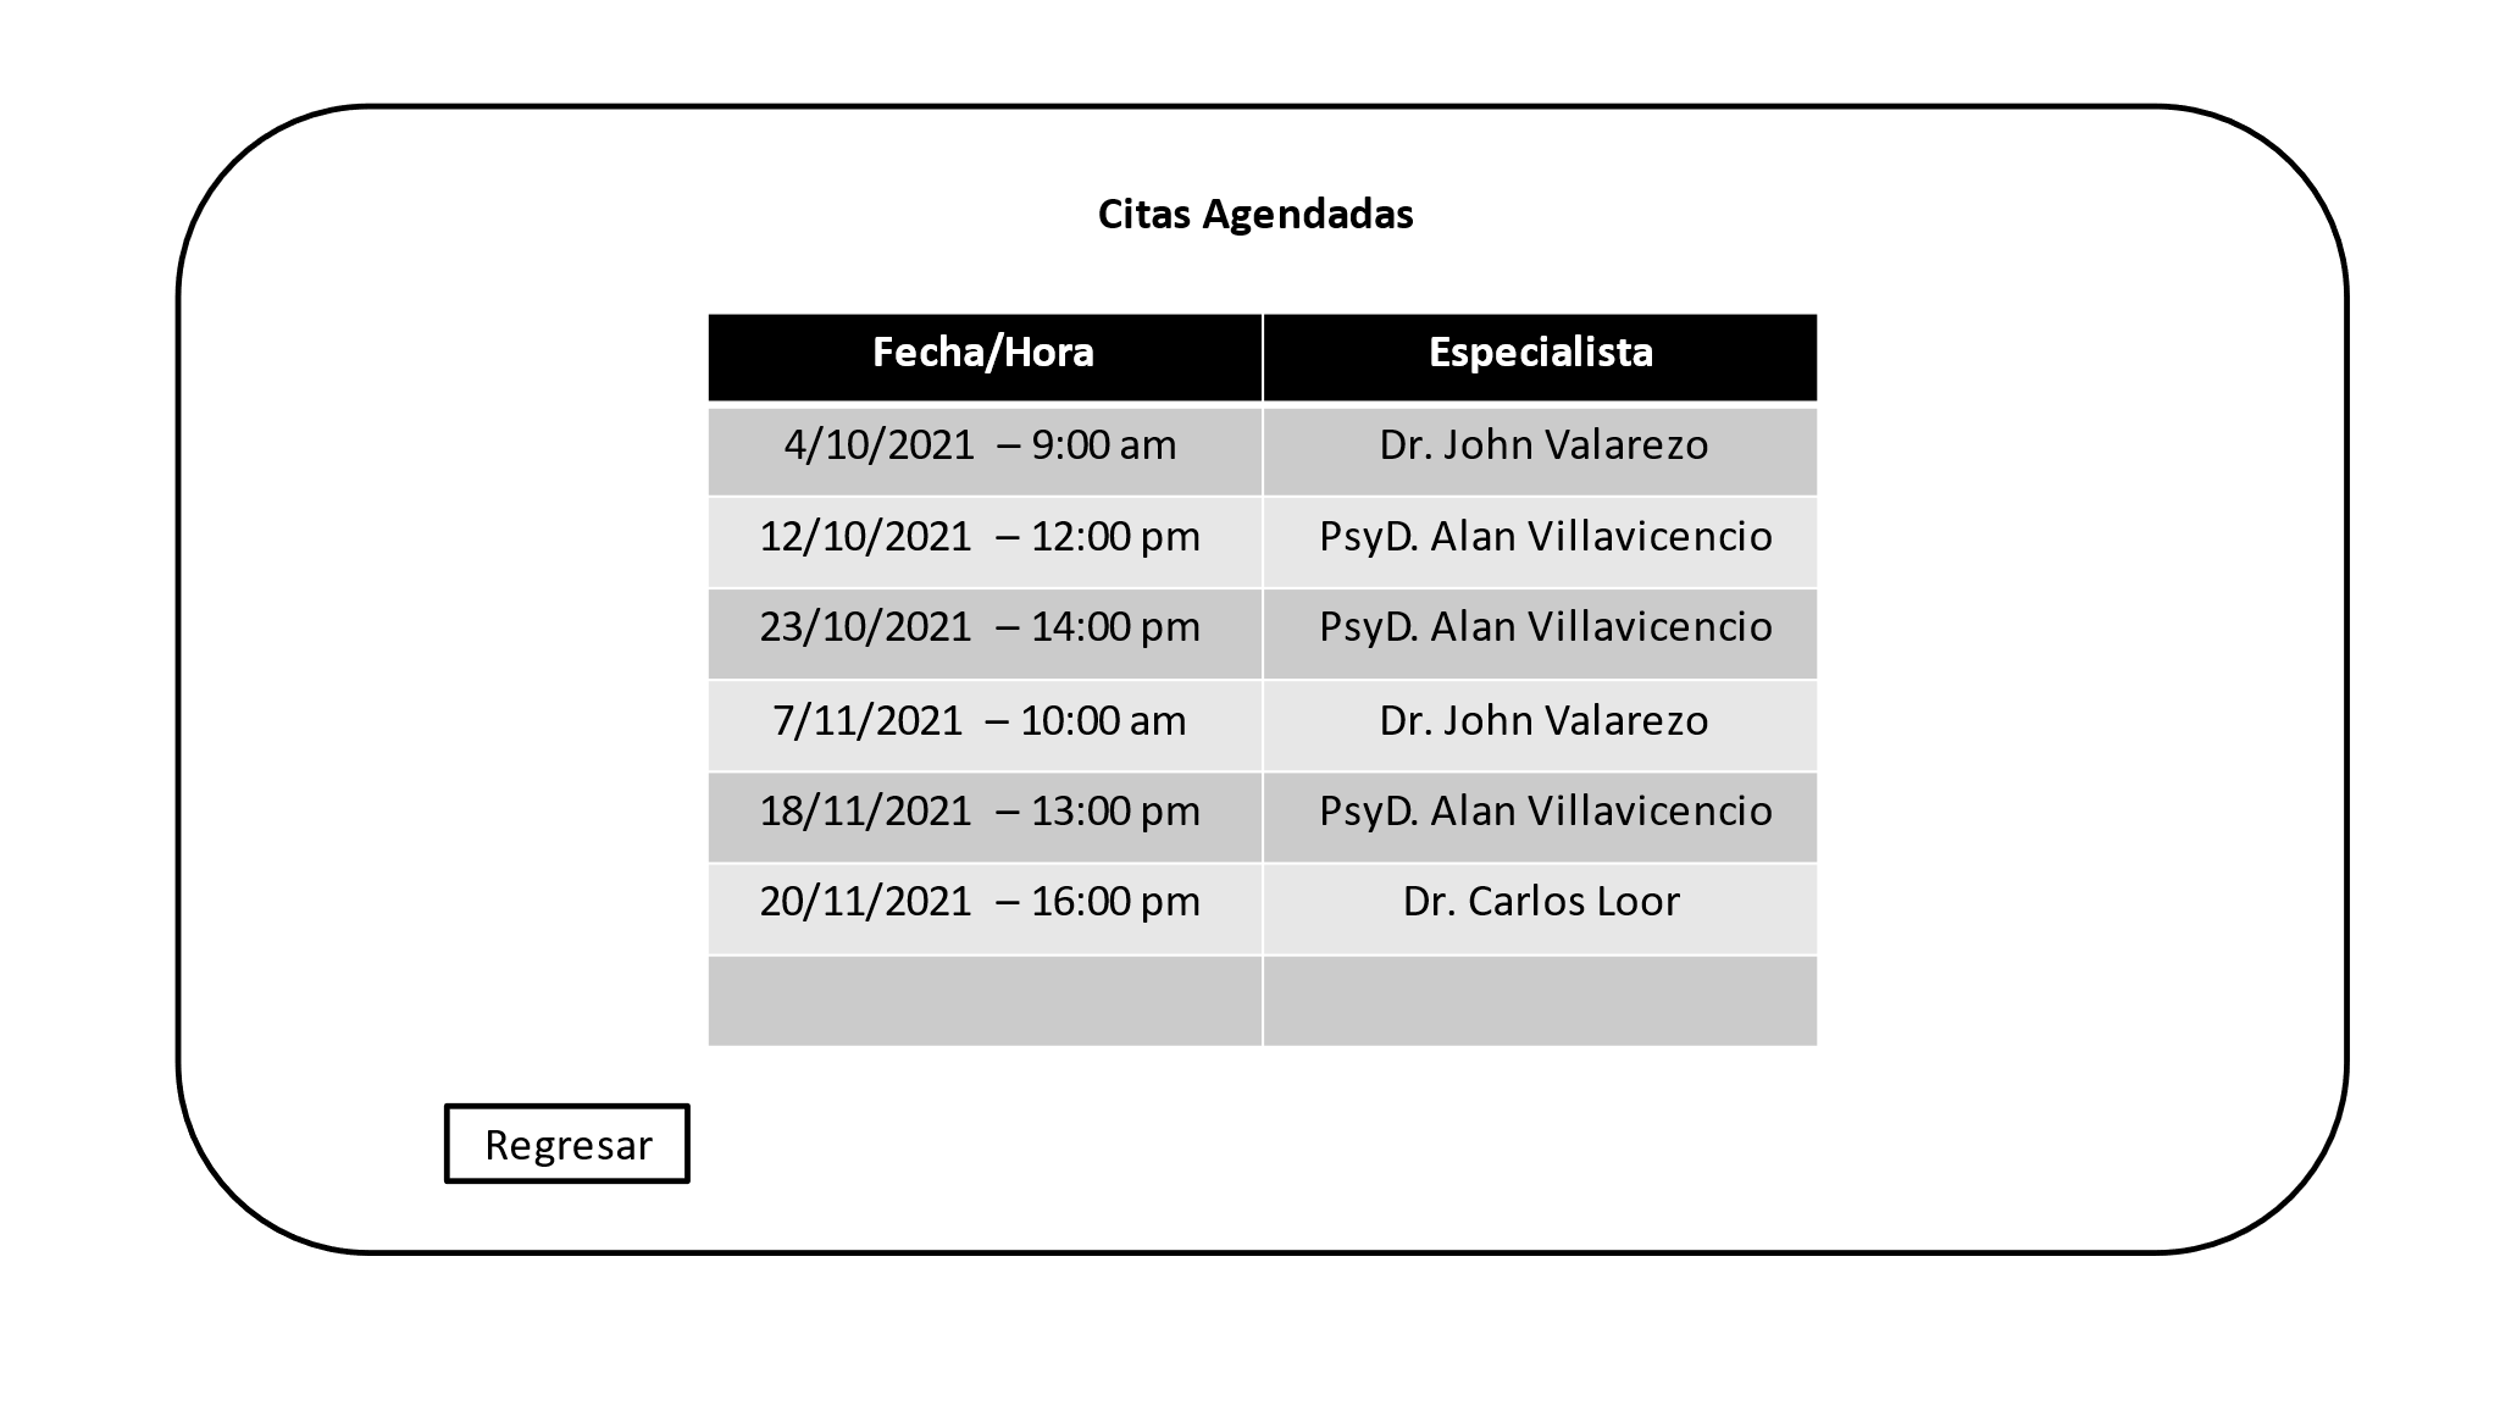 Citas Agendadas
Fecha/Hora Especialista
4/10/2021 – 9:00 am Dr. John Valarezo
12/10/2021 – 12:00 pm PsyD. Alan Villavicencio
23/10/2021 – 14:00 pm PsyD. Alan Villavicencio
7/11/2021 – 10:00 am Dr. John Valarezo
18/11/2021 – 13:00 pm PsyD. Alan Villavicencio
20/11/2021 – 16:00 pm Dr. Carlos Loor
Regresar